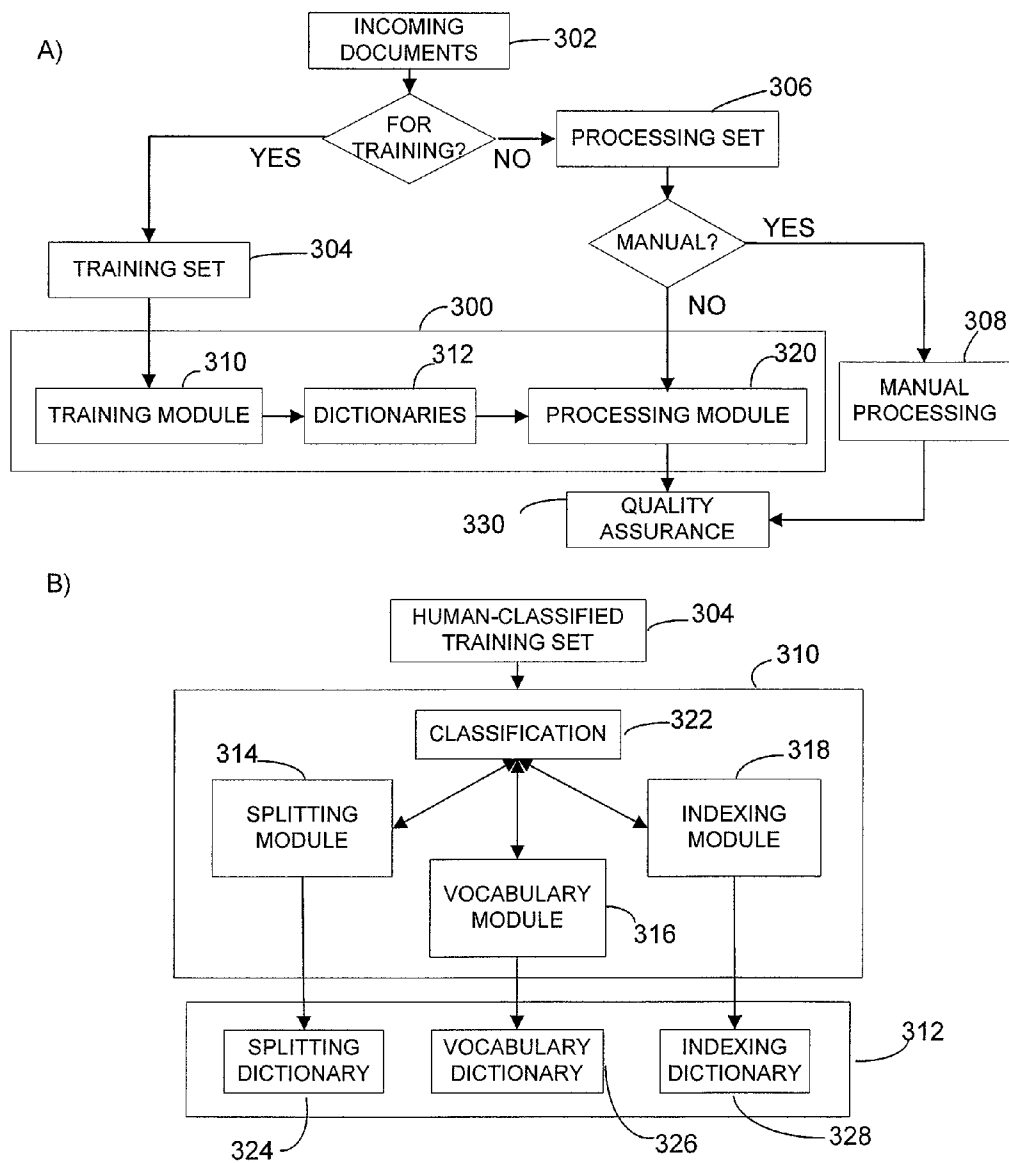 A)
INCOMING
DOCUMENTS
302
306
FOR
TRAINING?
YES
NO
PROCESSING SET
MANUAL?
YES
NO
304
TRAINING SET
300
308
310
312
320
TRAINING MODULE
DICTIONARIES
PROCESSING MODULE
MANUAL
PROCESSING
330
QUALITY
ASSURANCE
B)
HUMAN-CLASSIFIED
TRAINING SET
304
310
CLASSIFICATION
322
314
318
SPLITTING
MODULE
INDEXING
MODULE
VOCABULARY
MODULE
316
SPLITTING
DICTIONARY
VOCABULARY
DICTIONARY
INDEXING
DICTIONARY
312
324
326
328